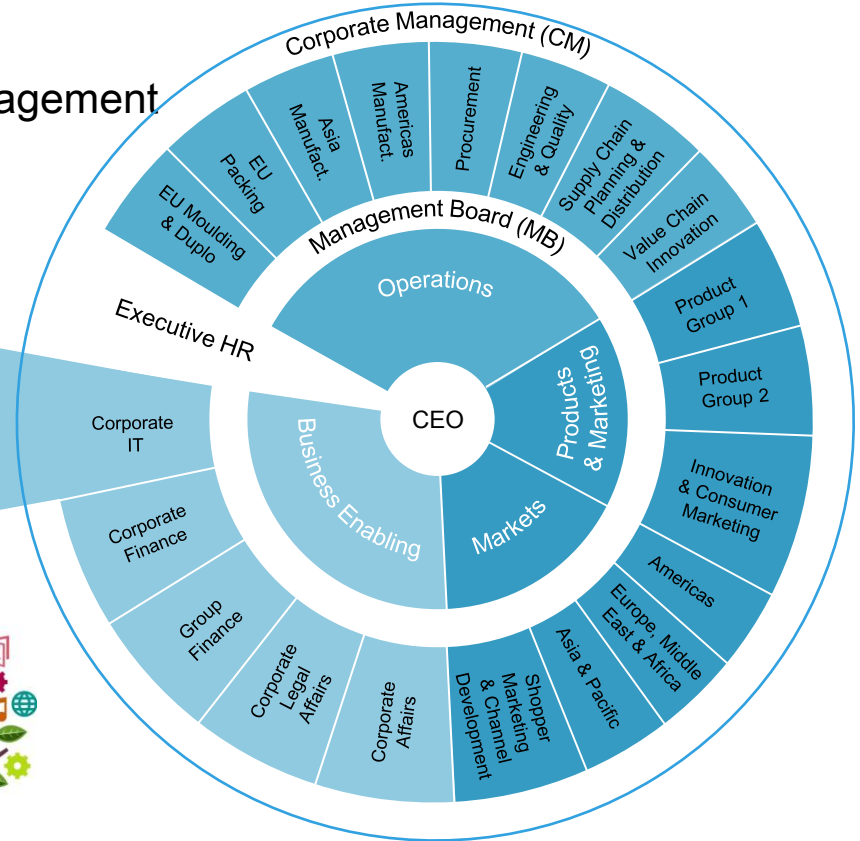 agement
Corporate Management (CM)
EU Moulding
& Duplo
EU
Packing
Asia
Manufact.
Americas
Manufact.
Procurement
Engineering
& Quality
Supply Chain
Planning &
Distribution
Value Chain
Innovation
Product
Group 1
Product
Group 2
Innovation
& Consumer
Marketing
Americas
Europe, Middle
East & Africa
Asia & Pacific
Shopper
Marketing
& Channel
Development
Corporate
Affairs
Corporate
Legal
Affairs
Group
Finance
Corporate
Finance
Corporate
IT
Executive HR
Management Board (MB)
Operations
Products
& Marketing
Markets
Business Enabling
CEO